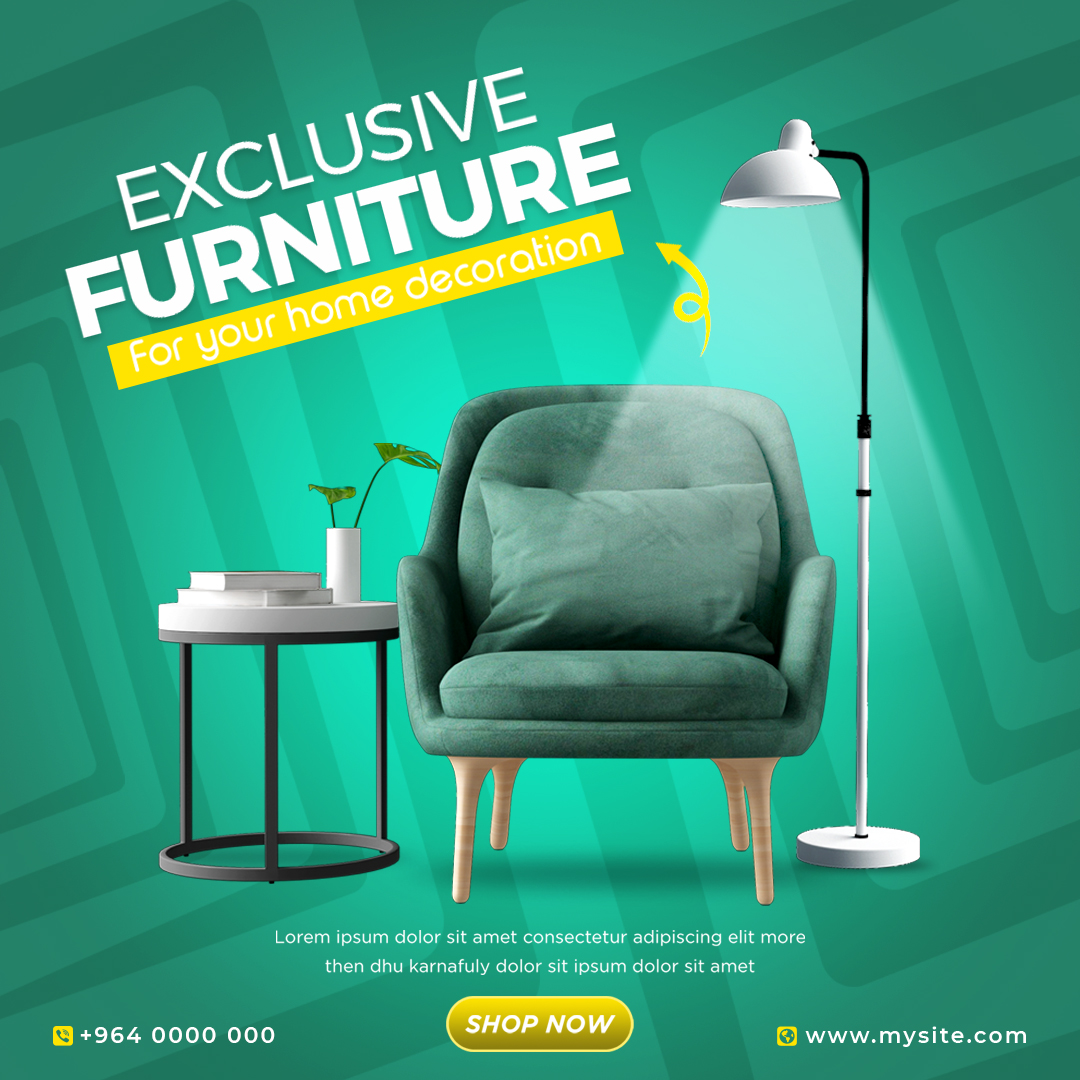 EXCLUSIVE
FURNITURE
For your home decoration
Lorem ipsum dolor sit amet consectetur adipiscing elit more
then dhu karnafuly dolor sit ipsum dolor sit amet
SHOP NOW
+964 0000 000
www.mysite.com